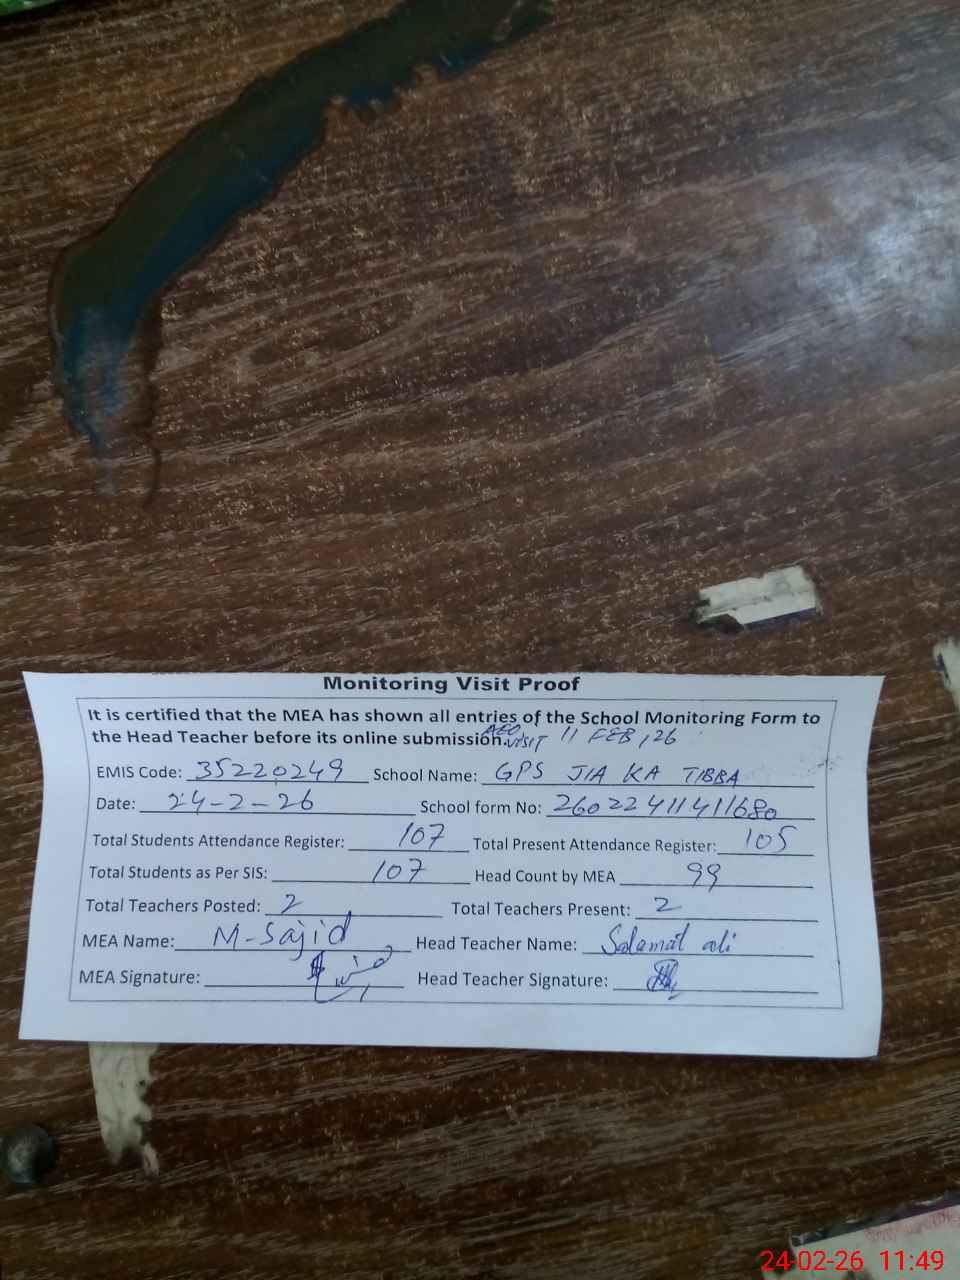 Monitoring Visit Proof
It is certified that the MEA has shown all entries of the School Monitoring Form to
the Head Teacher before its online submission. AEO VISIT 11 FEB, 26
EMIS Code: 35220249 School Name: GPS JIA KA TIBBA
Date: 24-2-26 School form No: 26022411411680
Total Students Attendance Register: 107 Total Present Attendance Register: 105
Total Students as Per SIS: 107 Head Count by MEA 99
Total Teachers Posted: 2 Total Teachers Present: 2
MEA Name: M-Sajid Head Teacher Name: Salamat ali
MEA Signature: Head Teacher Signature:
24-02-26 11:49